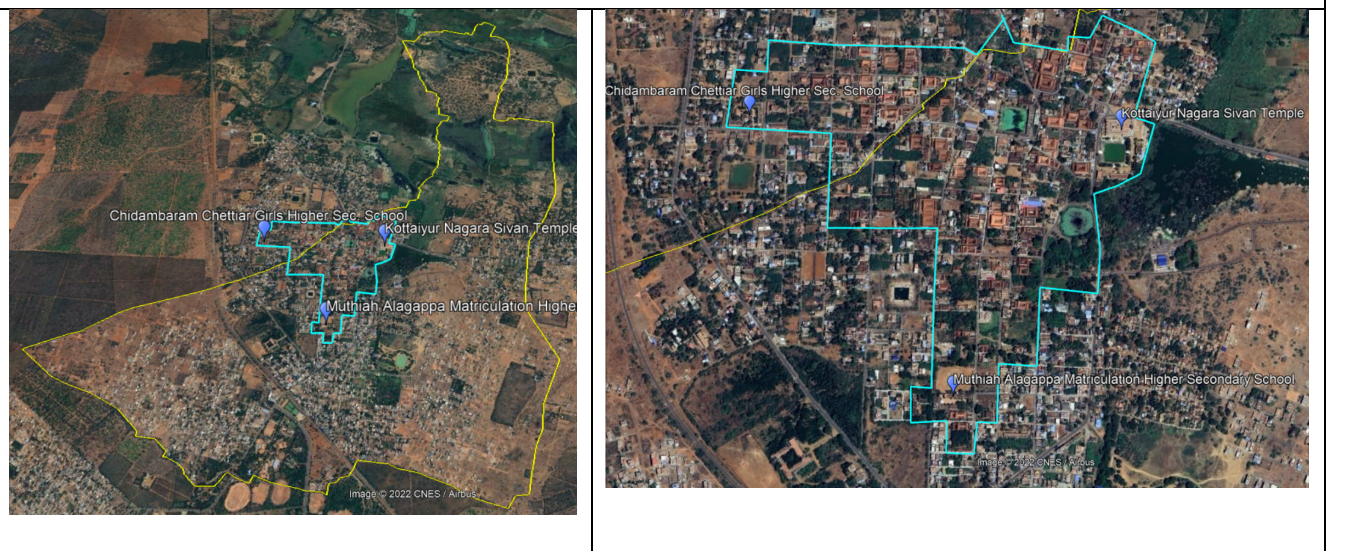 Chidambaram Chettiar Girls Higher Sec. School
Kottaiyur Nagara Sivan Temple
Muthiah Alagappa Matriculation Highe
Image © 2022 CNES / Airbus
Chidambaram Chettiar Girls Higher Sec. School
Kottaiyur Nagara Sivan Temple
Muthiah Alagappa Matriculation Higher Secondary School
Image © 2022 CNES / Airbus